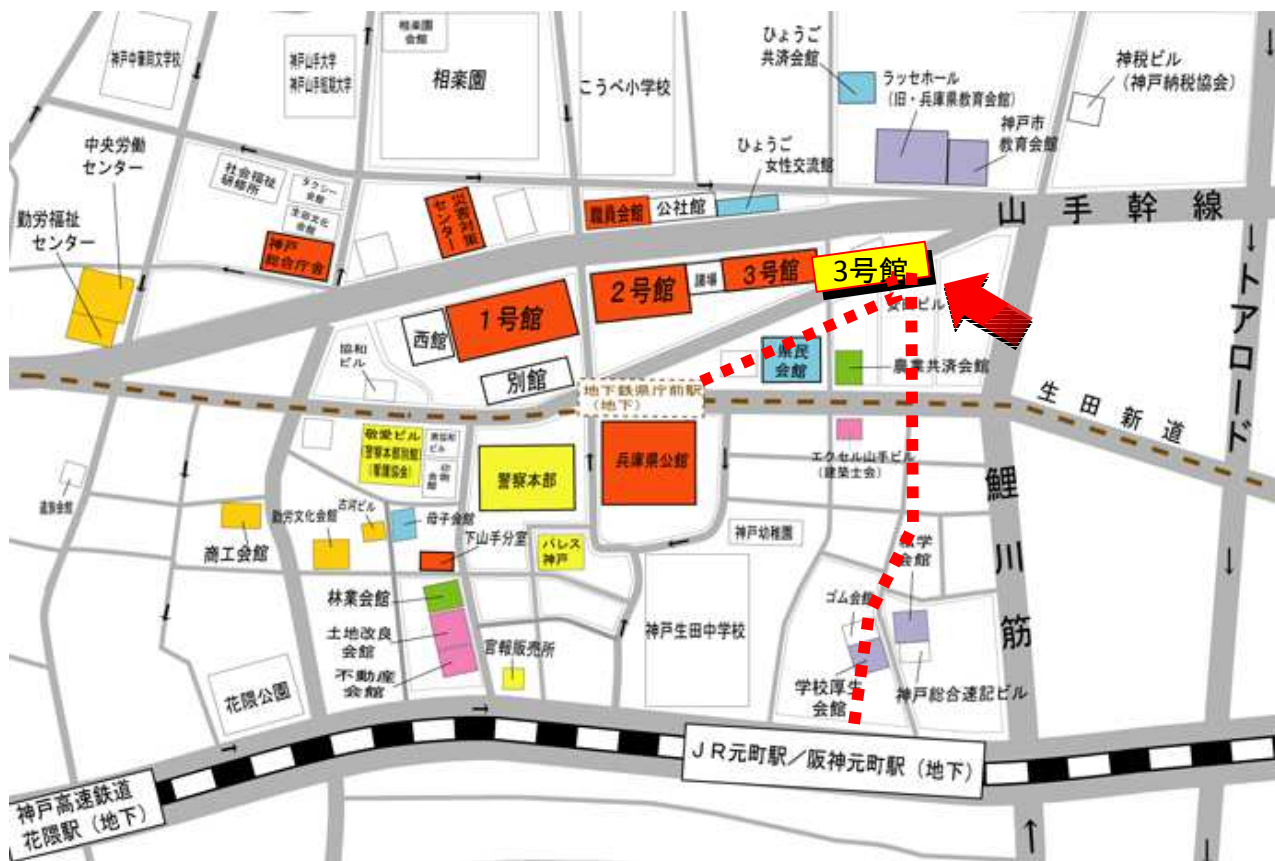 相楽園
会館
神戸中華同文学校
神戸山手大学
神戸山手短期大学
相楽園
こうべ小学校
ひょうご
共済会館
ラッセホール
(旧・兵庫県教育会館)
神戸市
教育会館
神税ビル
(神戸納税協会)
中央労働
センター
社会福祉
研修所
タクシー
会館
生田文化
会館
神戸
総合庁舎
災害対策
センター
ひょうご
女性交流館
職員会館
公社館
山手幹線
勤労福祉
センター
1号館
2号館
議場
3号館
3号館
西館
別館
協和
ビル
地下鉄県庁前駅
(地下)
県民
会館
農業共済会館
トアロード
生田新道
敬愛ビル
(警察本部別館)
(看護協会)
警察本部
兵庫県公館
エクセル山手ビル
(建築士会)
鯉川筋
商工会館
勤労文化会館
古河ビル
母子会館
下山手分室
パレス
神戸
神戸幼稚園
会館
林業会館
土地改良
会館
不動産
会館
官報販売所
神戸生田中学校
ゴム会館
学校厚生
会館
神戸総合速記ビル
花隈公園
JR元町駅/阪神元町駅(地下)
神戸高速鉄道
花隈駅(地下)